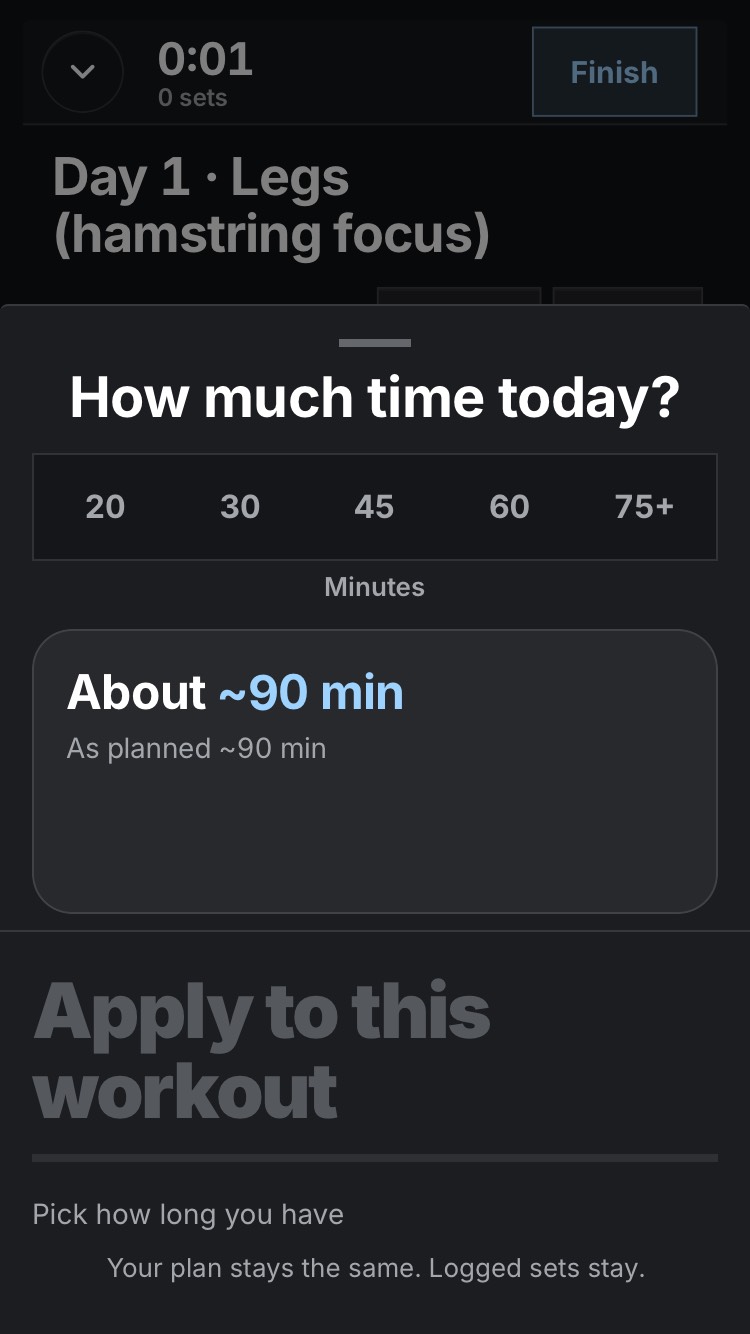 0:01
0 sets
Finish
Day 1 · Legs
(hamstring focus)
How much time today?
20 30 45 60 75+
Minutes
About ~90 min
As planned ~90 min
Apply to this
workout
Pick how long you have
Your plan stays the same. Logged sets stay.